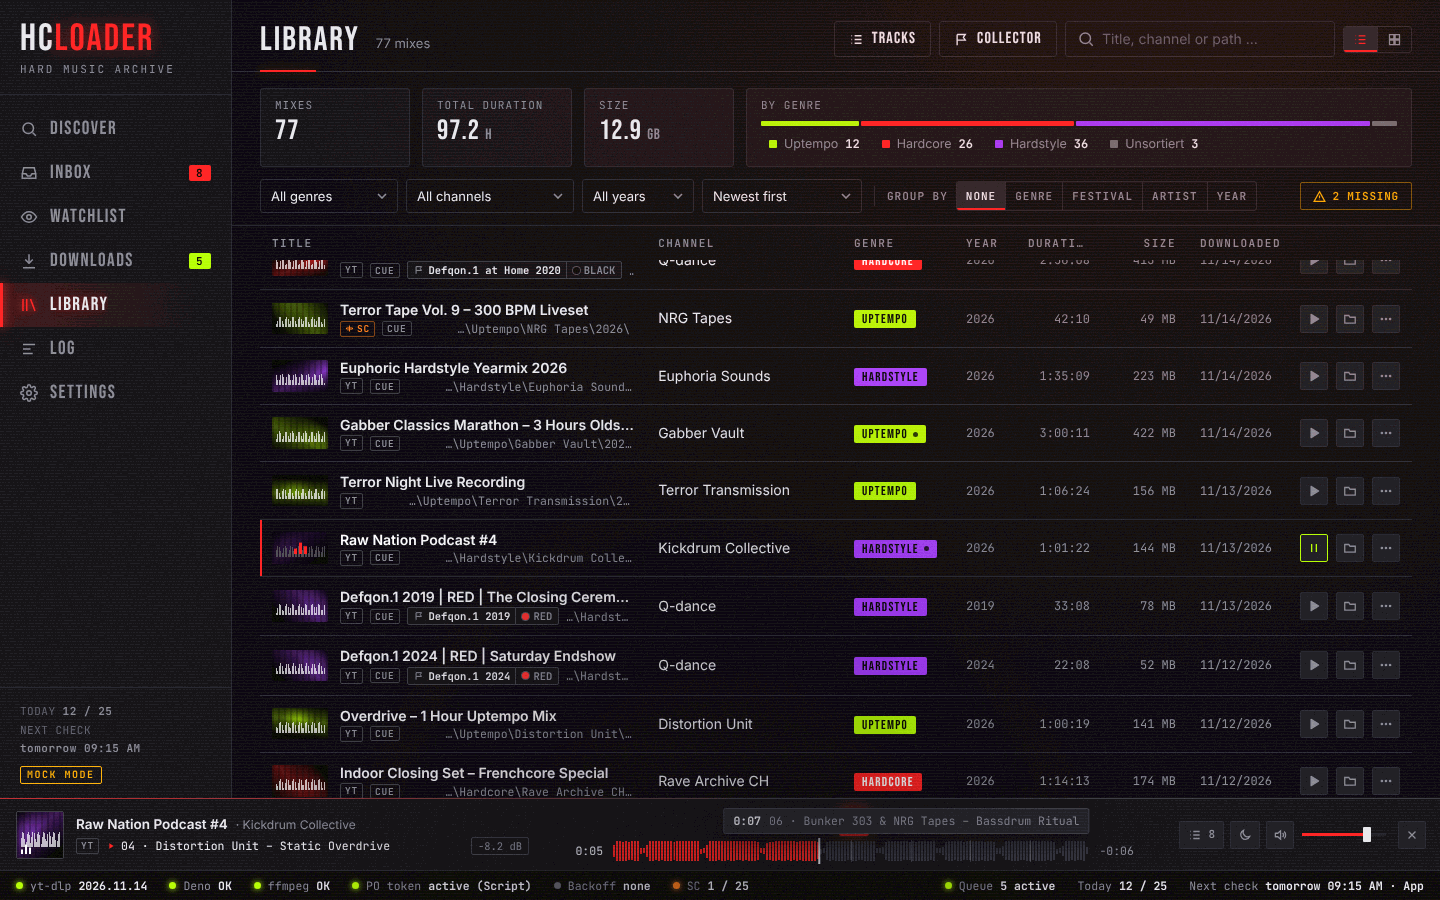 HCLOADER
HARD MUSIC ARCHIVE
DISCOVER
INBOX 8
WATCHLIST
DOWNLOADS 5
LIBRARY
LOG
SETTINGS
TODAY 12 / 25
NEXT CHECK
tomorrow 09:15 AM
MOCK MODE
LIBRARY 77 mixes
TRACKS COLLECTOR Title, channel or path ...
MIXES
77
TOTAL DURATION
97.2 H
SIZE
12.9 GB
BY GENRE
Uptempo 12 Hardcore 26 Hardstyle 36 Unsortiert 3
All genres All channels All years Newest first GROUP BY NONE GENRE FESTIVAL ARTIST YEAR 2 MISSING
TITLE CHANNEL GENRE YEAR DURATI… SIZE DOWNLOADED
YT CUE Defqon.1 at Home 2020 BLACK … Q-dance HARDCORE 2020 2:30:08 413 MB 11/14/2026
Terror Tape Vol. 9 – 300 BPM Liveset
SC CUE …\Uptempo\NRG Tapes\2026\ NRG Tapes UPTEMPO 2026 42:10 49 MB 11/14/2026
Euphoric Hardstyle Yearmix 2026
YT CUE …\Hardstyle\Euphoria Sound… Euphoria Sounds HARDSTYLE 2026 1:35:09 223 MB 11/14/2026
Gabber Classics Marathon – 3 Hours Olds…
YT CUE …\Uptempo\Gabber Vault\202… Gabber Vault UPTEMPO 2026 3:00:11 422 MB 11/14/2026
Terror Night Live Recording
YT …\Uptempo\Terror Transmission\2… Terror Transmission UPTEMPO 2026 1:06:24 156 MB 11/13/2026
Raw Nation Podcast #4
YT CUE …\Hardstyle\Kickdrum Colle… Kickdrum Collective HARDSTYLE 2026 1:01:22 144 MB 11/13/2026
Defqon.1 2019 | RED | The Closing Cerem…
YT CUE Defqon.1 2019 RED …\Hardst… Q-dance HARDSTYLE 2019 33:08 78 MB 11/13/2026
Defqon.1 2024 | RED | Saturday Endshow
YT CUE Defqon.1 2024 RED …\Hardst… Q-dance HARDSTYLE 2024 22:08 52 MB 11/12/2026
Overdrive – 1 Hour Uptempo Mix
YT CUE …\Uptempo\Distortion Unit\… Distortion Unit UPTEMPO 2026 1:00:19 141 MB 11/12/2026
Indoor Closing Set – Frenchcore Special
YT CUE …\Hardcore\Rave Archive CH… Rave Archive CH HARDCORE 2026 1:14:13 174 MB 11/12/2026
Raw Nation Podcast #4 · Kickdrum Collective
YT 04 · Distortion Unit – Static Overdrive
-8.2 dB
0:07 06 · Bunker 303 & NRG Tapes – Bassdrum Ritual
0:05 -0:06 8
yt-dlp 2026.11.14 Deno OK ffmpeg OK PO token active (Script) Backoff none SC 1 / 25 Queue 5 active Today 12 / 25 Next check tomorrow 09:15 AM · App